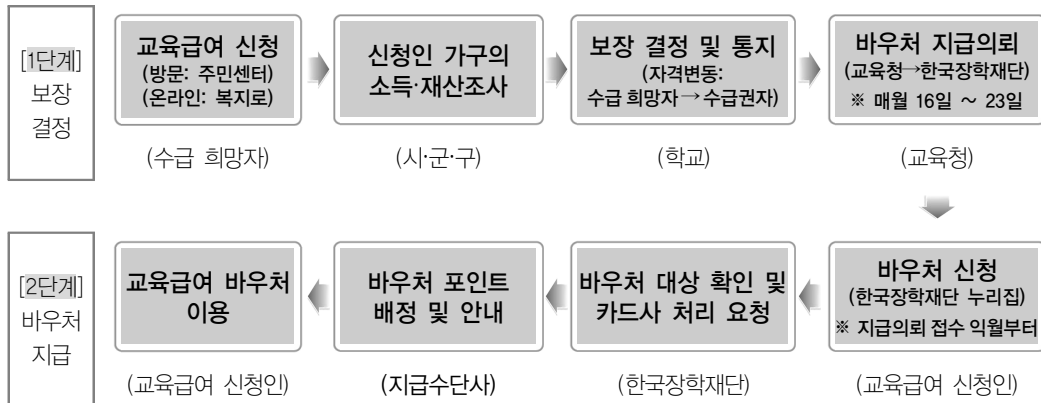 [1단계]
보장
결정
교육급여 신청
(방문: 주민센터)
(온라인: 복지로)
(수급 희망자)
신청인 가구의
소득·재산조사
(시·군·구)
보장 결정 및 통지
(자격변동:
수급 희망자→수급권자)
(학교)
바우처 지급의뢰
(교육청→한국장학재단)
※ 매월 16일 ~ 23일
(교육청)
[2단계]
바우처
지급
교육급여 바우처
이용
(교육급여 신청인)
바우처 포인트
배정 및 안내
(지급수단사)
바우처 대상 확인 및
카드사 처리 요청
(한국장학재단)
바우처 신청
(한국장학재단 누리집)
※ 지급의뢰 접수 익월부터
(교육급여 신청인)